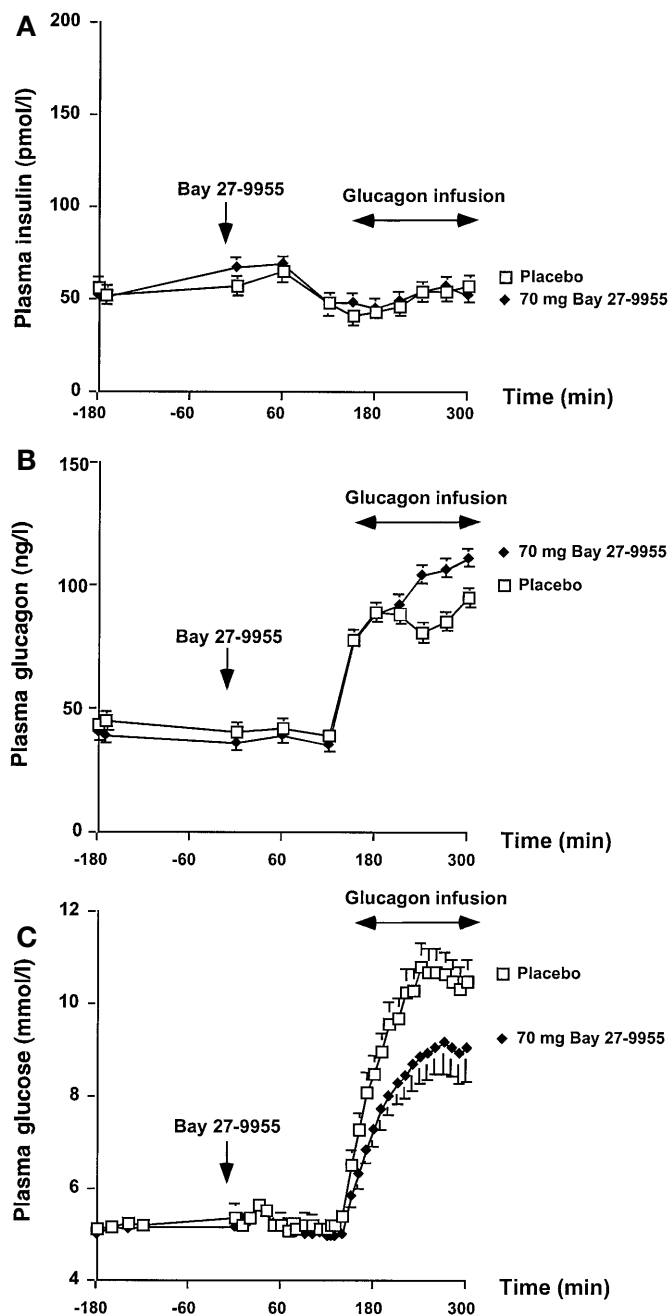 A
200
150
100
50
0
Plasma insulin (pmol/l)
Bay 27-9955
Glucagon infusion
Placebo
70 mg Bay 27-9955
-180 -60 60 180 300
Time (min)
B
150
100
50
0
Plasma glucagon (ng/l)
Glucagon infusion
Bay 27-9955
70 mg Bay 27-9955
Placebo
-180 -60 60 180 300
Time (min)
C
12
10
8
6
4
Plasma glucose (mmol/l)
Glucagon infusion
Placebo
70 mg Bay 27-9955
Bay 27-9955
-180 -60 60 180 300
Time (min)